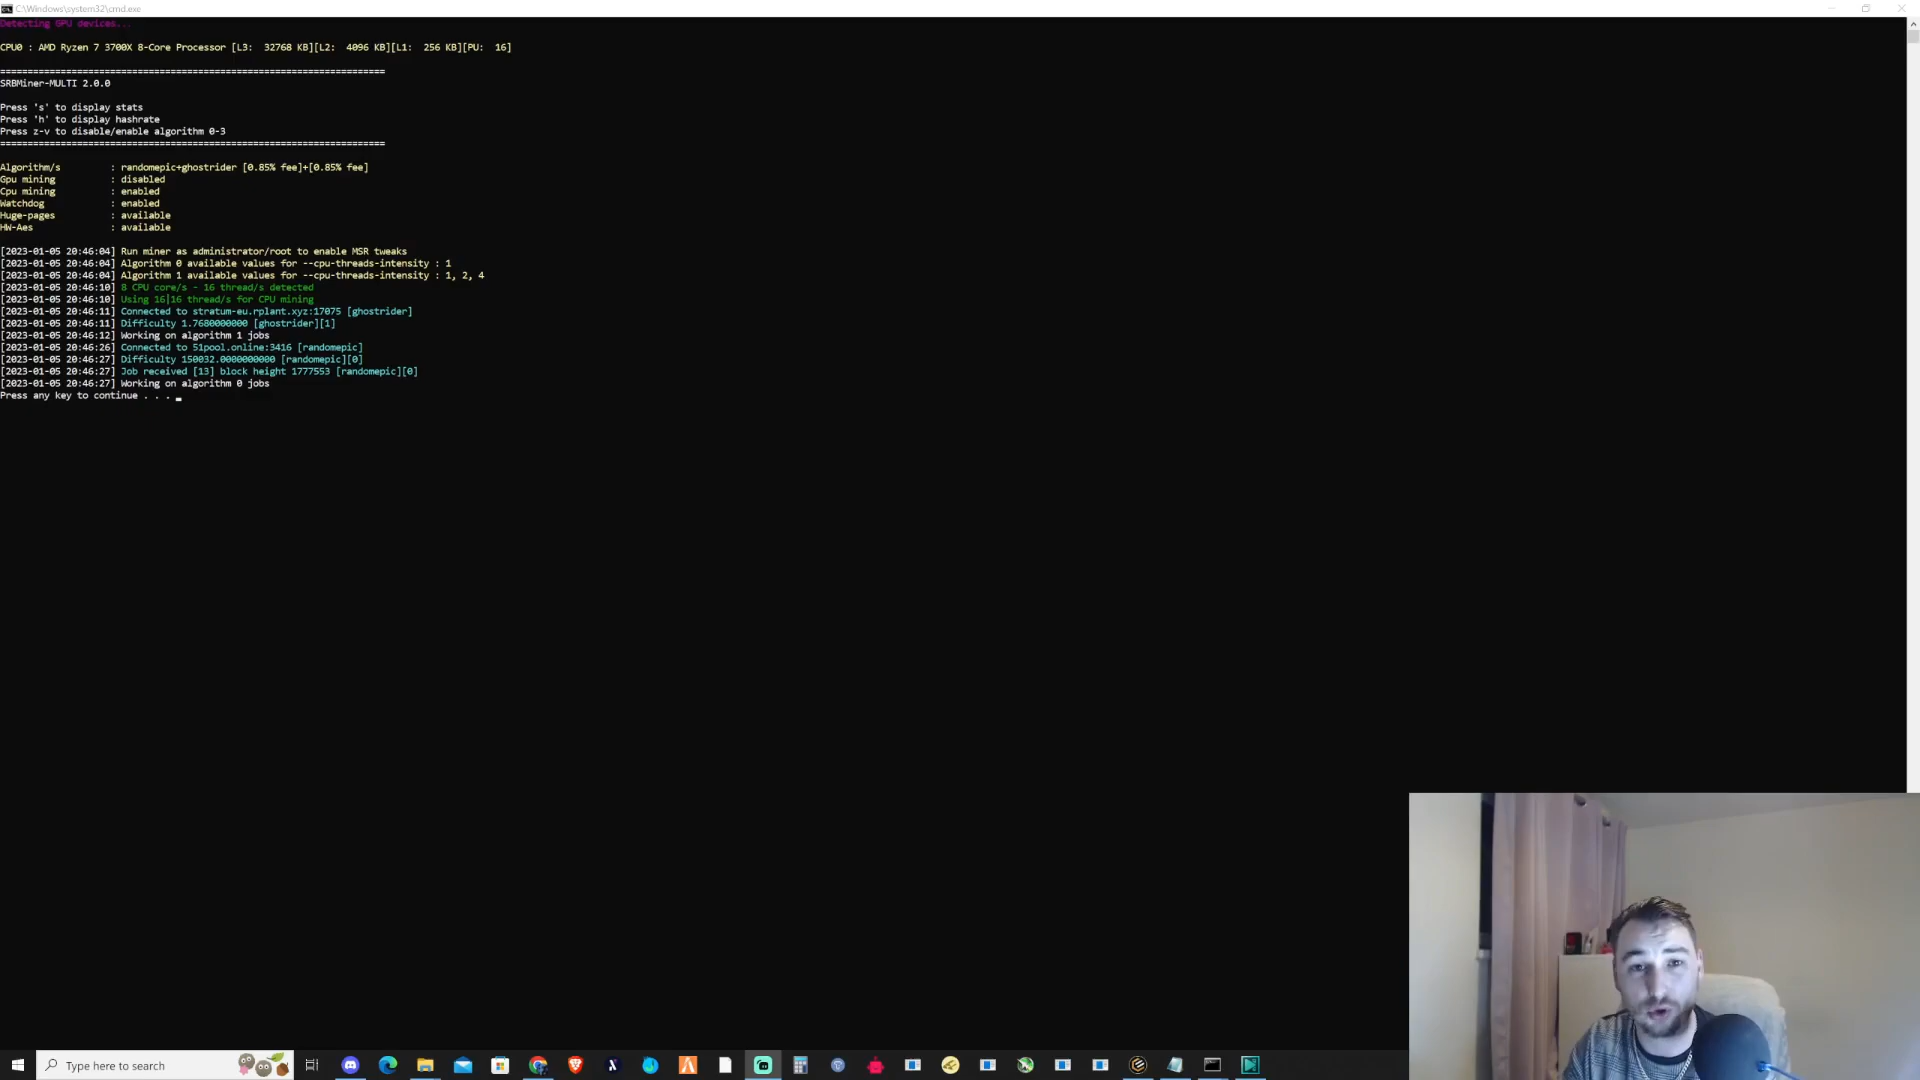 C:\Windows\system32\cmd.exe
Detecting GPU devices...
CPU0 : AMD Ryzen 7 3700X 8-Core Processor [L3:  32768 KB][L2:  4096 KB][L1:  256 KB][PU:  16]
======================================================================
SRBMiner-MULTI 2.0.0
Press 's' to display stats
Press 'h' to display hashrate
Press z-v to disable/enable algorithm 0-3
======================================================================
Algorithm/s : randomepic+ghostrider [0.85% fee]+[0.85% fee]
Gpu mining : disabled
Cpu mining : enabled
Watchdog : enabled
Huge-pages : available
HW-Aes : available
[2023-01-05 20:46:04] Run miner as administrator/root to enable MSR tweaks
[2023-01-05 20:46:04] Algorithm 0 available values for --cpu-threads-intensity : 1
[2023-01-05 20:46:04] Algorithm 1 available values for --cpu-threads-intensity : 1, 2, 4
[2023-01-05 20:46:10] 8 CPU core/s - 16 thread/s detected
[2023-01-05 20:46:10] Using 16|16 thread/s for CPU mining
[2023-01-05 20:46:11] Connected to stratum-eu.rplant.xyz:17075 [ghostrider]
[2023-01-05 20:46:11] Difficulty 1.7680000000 [ghostrider][1]
[2023-01-05 20:46:12] Working on algorithm 1 jobs
[2023-01-05 20:46:26] Connected to 51pool.online:3416 [randomepic]
[2023-01-05 20:46:27] Difficulty 150032.0000000000 [randomepic][0]
[2023-01-05 20:46:27] Job received [13] block height 1777553 [randomepic][0]
[2023-01-05 20:46:27] Working on algorithm 0 jobs
Press any key to continue . . . _
Type here to search